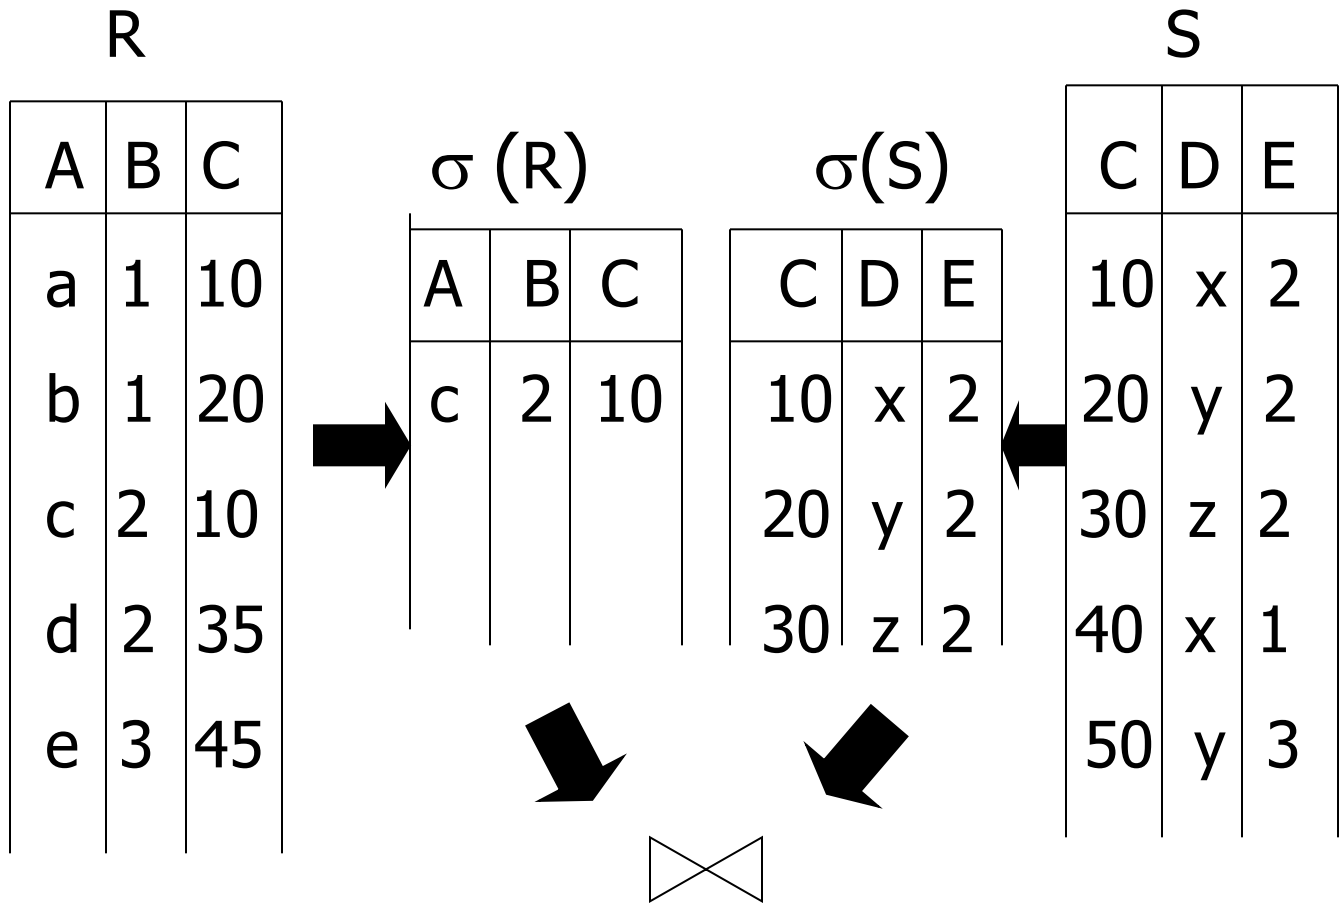 R
A B C
a 1 10
b 1 20
c 2 10
d 2 35
e 3 45
σ (R)
A B C
c 2 10
σ(S)
C D E
10 x 2
20 y 2
30 z 2
S
C D E
10 x 2
20 y 2
30 z 2
40 x 1
50 y 3